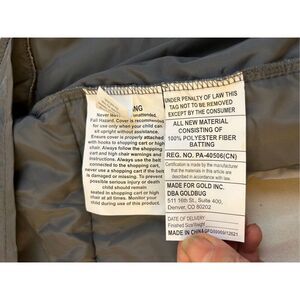 NG
Never leave unattended.
Fall Hazard. Cover is recommended
for use only when your child can
sit upright without assistance.
Ensure cover is properly attached
with hooks to shopping cart or high
chair. Always follow the shopping
cart and high chair warnings and
instructions. Always use the belt
connected to the shopping cart,
never use a shopping cart if the belt
is damaged or missing. To prevent
possible serious injury or death
child should remain
seated in shopping cart or high
chair at all times. Monitor your
child during use of this product.
UNDER PENALTY OF LAW THIS
TAG NOT TO BE REMOVED
EXCEPT BY THE CONSUMER
ALL NEW MATERIAL
CONSISTING OF
100% POLYESTER FIBER
BATTING
REG. NO. PA-40506(CN)
Certification is made by the manufacturer
that the materials in this article are
described in accordance with law.
MADE FOR GOLD INC.
DBA GOLDBUG
511 16th St., Suite 400,
Denver, CO 80202
DATE OF DELIVERY
Finished Size
MADE IN CHINA